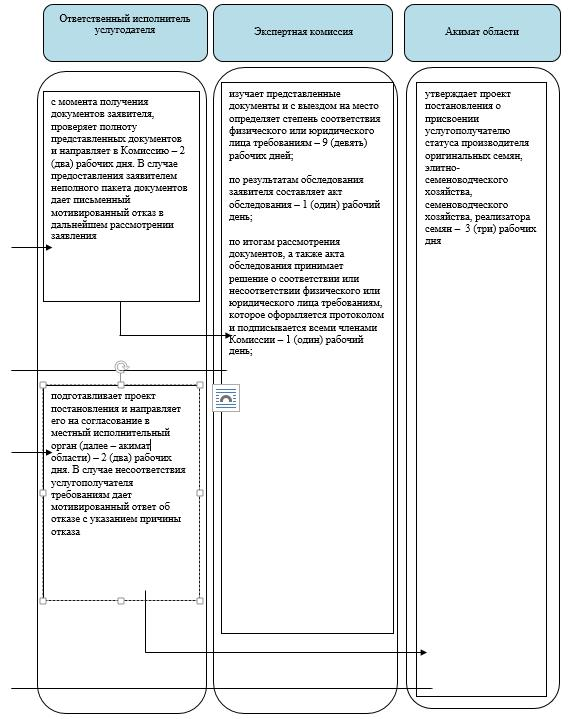 Ответственный исполнитель
услугодателя
Экспертная комиссия
Акимат области
с момента получения
документов заявителя,
проверяет полноту
представленных документов
и направляет в Комиссию – 2
(два) рабочих дня. В случае
предоставления заявителем
неполного пакета документов
дает письменный
мотивированный отказ в
дальнейшем рассмотрении
заявления
подготавливает проект
постановления и направляет
его на согласование в
местный исполнительный
орган (далее – акимат
области) – 2 (два) рабочих
дня. В случае несоответствия
услугополучателя
требованиям дает
мотивированный ответ об
отказе с указанием причины
отказа
изучает представленные
документы и с выездом на место
определяет степень соответствия
физического или юридического
лица требованиям – 9 (девять)
рабочих дней;
по результатам обследования
заявителя составляет акт
обследования – 1 (один) рабочий
день;
по итогам рассмотрения
документов, а также акта
обследования принимает
решение о соответствии или
несоответствии физического или
юридического лица требованиям,
которое оформляется протоколом
и подписывается всеми членами
Комиссии – 1 (один) рабочий
день;
утверждает проект
постановления о
присвоении
услугополучателю
статуса производителя
оригинальных семян,
элитно-
семеноводческого
хозяйства,
семеноводческого
хозяйства, реализатора
семян – 3 (три) рабочих
дня